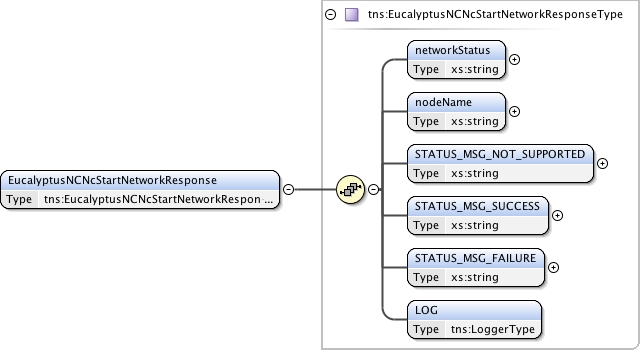 tns:EucalyptusNCNcStartNetworkResponseType
networkStatus
Type xs:string
nodeName
Type xs:string
STATUS_MSG_NOT_SUPPORTED
Type xs:string
EucalyptusNCNcStartNetworkResponse
Type tns:EucalyptusNCNcStartNetworkRespon...
STATUS_MSG_SUCCESS
Type xs:string
STATUS_MSG_FAILURE
Type xs:string
LOG
Type tns:LoggerType